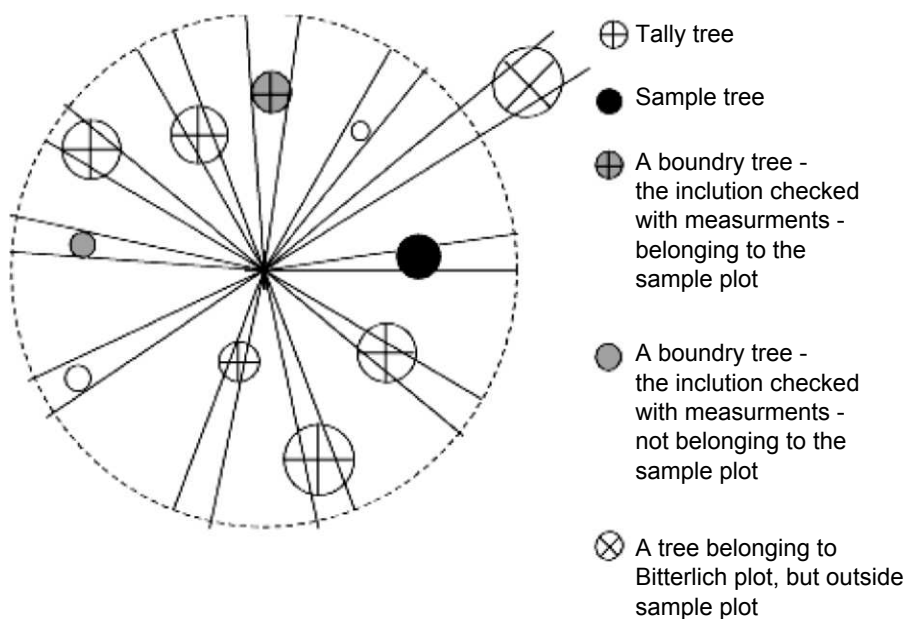 Tally tree
Sample tree
A boundry tree -
the inclution checked
with measurments -
belonging to the
sample plot
A boundry tree -
the inclution checked
with measurments -
not belonging to the
sample plot
A tree belonging to
Bitterlich plot, but outside
sample plot